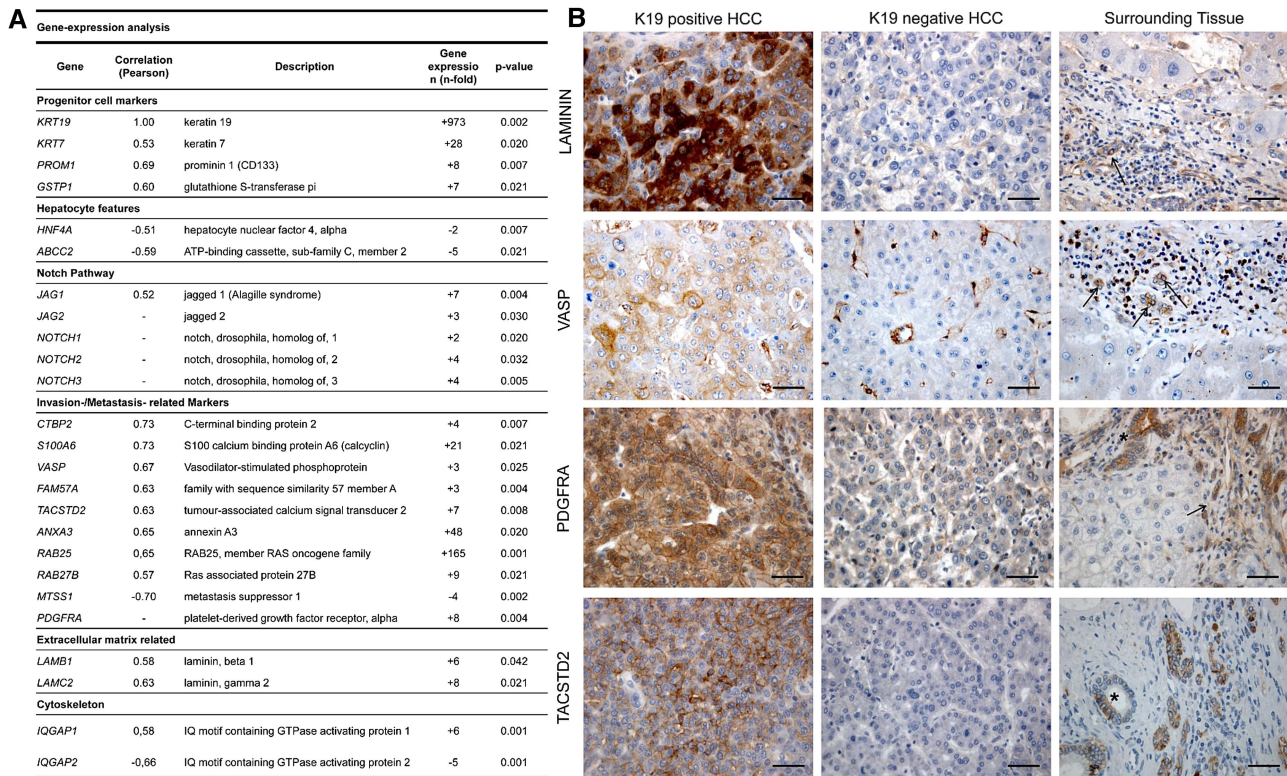 A
Gene-expression analysis
Gene Correlation (Pearson) Description Gene expressio n (n-fold) p-value
Progenitor cell markers
KRT19 1.00 keratin 19 +973 0.002
KRT7 0.53 keratin 7 +28 0.020
PROM1 0.69 prominin 1 (CD133) +8 0.007
GSTP1 0.60 glutathione S-transferase pi +7 0.021
Hepatocyte features
HNF4A -0.51 hepatocyte nuclear factor 4, alpha -2 0.007
ABCC2 -0.59 ATP-binding cassette, sub-family C, member 2 -5 0.021
Notch Pathway
JAG1 0.52 jagged 1 (Alagille syndrome) +7 0.004
JAG2 - jagged 2 +3 0.030
NOTCH1 - notch, drosophila, homolog of, 1 +2 0.020
NOTCH2 - notch, drosophila, homolog of, 2 +4 0.032
NOTCH3 - notch, drosophila, homolog of, 3 +4 0.005
Invasion-/Metastasis- related Markers
CTBP2 0.73 C-terminal binding protein 2 +4 0.007
S100A6 0.73 S100 calcium binding protein A6 (calcyclin) +21 0.021
VASP 0.67 Vasodilator-stimulated phosphoprotein +3 0.025
FAM57A 0.63 family with sequence similarity 57 member A +3 0.004
TACSTD2 0.63 tumour-associated calcium signal transducer 2 +7 0.008
ANXA3 0.65 annexin A3 +48 0.020
RAB25 0,65 RAB25, member RAS oncogene family +165 0.001
RAB27B 0.57 Ras associated protein 27B +9 0.021
MTSS1 -0.70 metastasis suppressor 1 -4 0.002
PDGFRA - platelet-derived growth factor receptor, alpha +8 0.004
Extracellular matrix related
LAMB1 0.58 laminin, beta 1 +6 0.042
LAMC2 0.63 laminin, gamma 2 +8 0.021
Cytoskeleton
IQGAP1 0,58 IQ motif containing GTPase activating protein 1 +6 0.001
IQGAP2 -0,66 IQ motif containing GTPase activating protein 2 -5 0.001
B
K19 positive HCC K19 negative HCC Surrounding Tissue
LAMININ
VASP
PDGFRA
*
TACSTD2
*